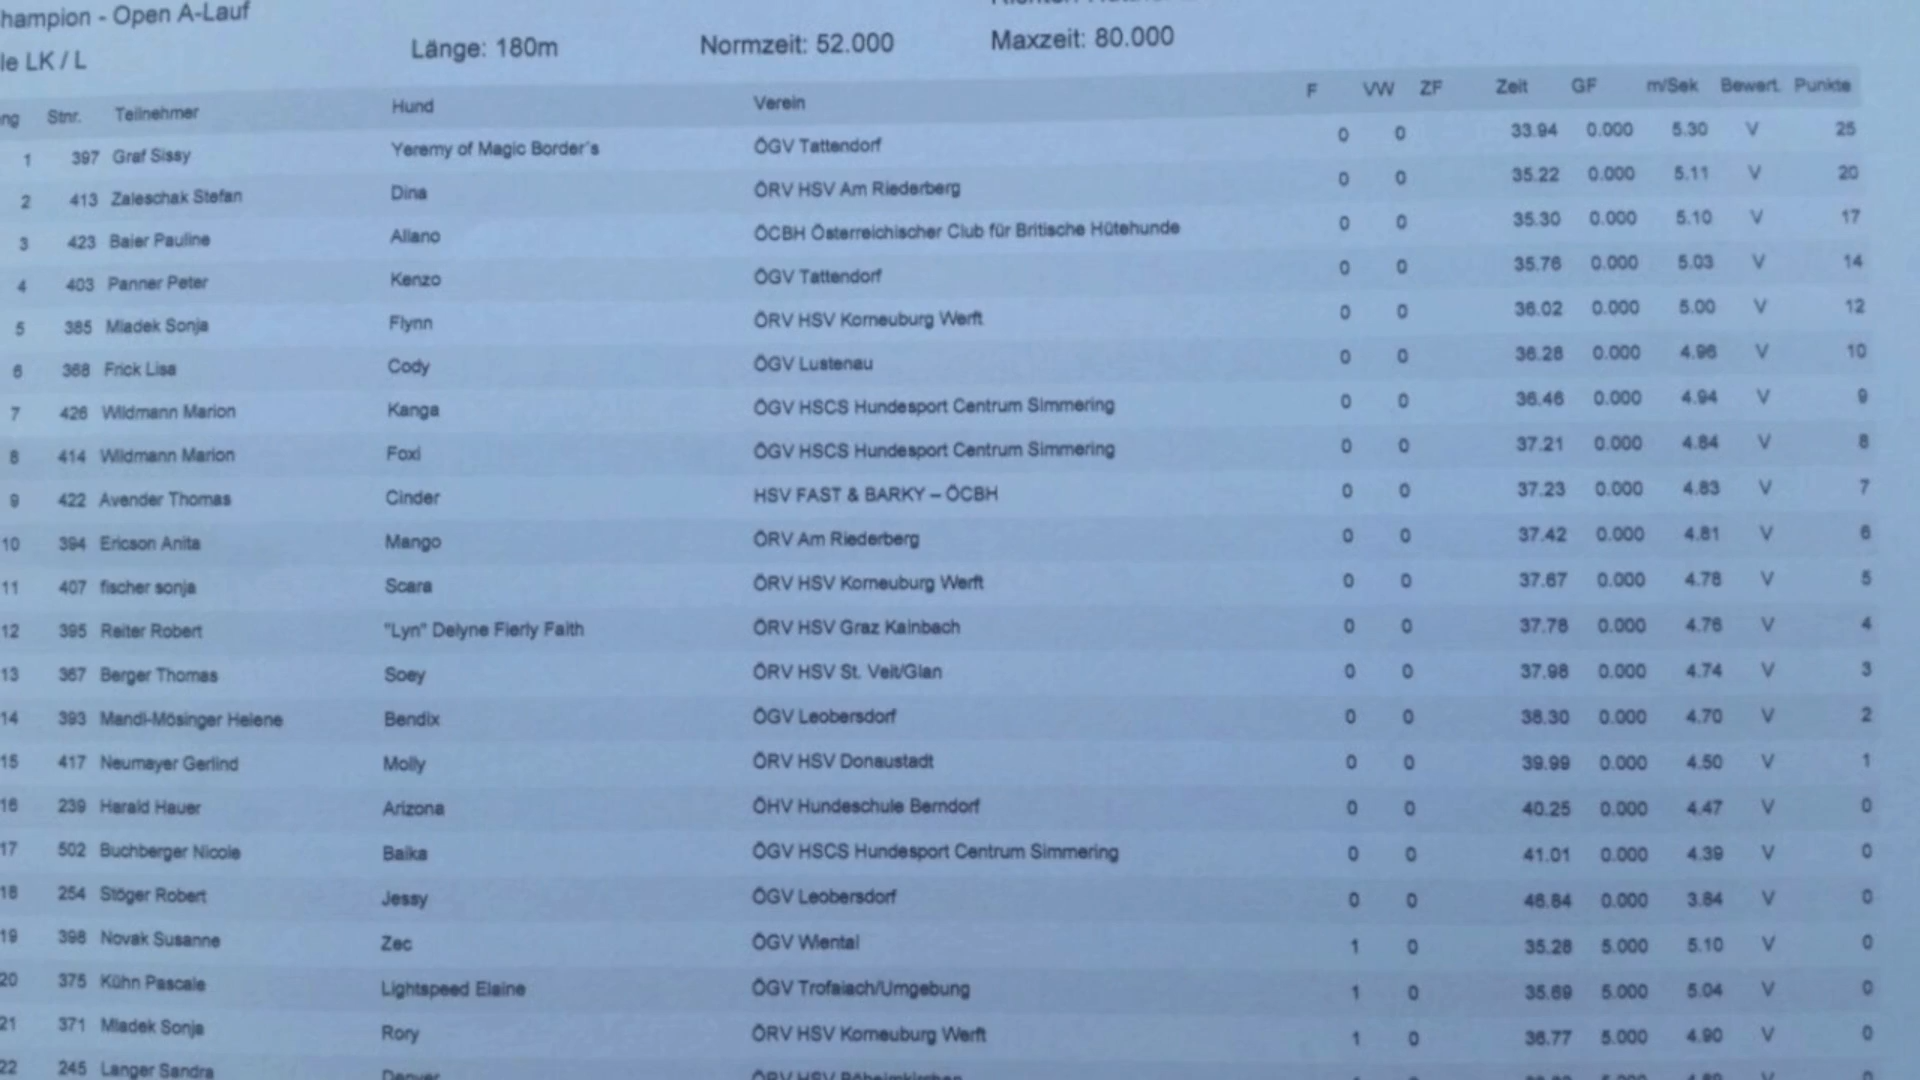 hampion - Open A-Lauf
le LK / L Länge: 180m Normzeit: 52.000 Maxzeit: 80.000
ng Stnr. Teilnehmer Hund Verein F VW ZF Zeit GF m/Sek Bewert. Punkte
1 397 Graf Sissy Yeremy of Magic Border's ÖGV Tattendorf 0 0 33.94 0.000 5.30 V 25
2 413 Zaleschak Stefan Dina ÖRV HSV Am Riederberg 0 0 35.22 0.000 5.11 V 20
3 423 Baier Pauline Allano ÖCBH Österreichischer Club für Britische Hütehunde 0 0 35.30 0.000 5.10 V 17
4 403 Panner Peter Kenzo ÖGV Tattendorf 0 0 35.76 0.000 5.03 V 14
5 385 Mladek Sonja Flynn ÖRV HSV Korneuburg Werft 0 0 36.02 0.000 5.00 V 12
6 368 Frick Lisa Cody ÖGV Lustenau 0 0 36.28 0.000 4.96 V 10
7 426 Wildmann Marion Kanga ÖGV HSCS Hundesport Centrum Simmering 0 0 36.46 0.000 4.94 V 9
8 414 Wildmann Marion Foxi ÖGV HSCS Hundesport Centrum Simmering 0 0 37.21 0.000 4.84 V 8
9 422 Avender Thomas Cinder HSV FAST & BARKY – ÖCBH 0 0 37.23 0.000 4.83 V 7
10 394 Ericson Anita Mango ÖRV Am Riederberg 0 0 37.42 0.000 4.81 V 6
11 407 fischer sonja Scara ÖRV HSV Korneuburg Werft 0 0 37.67 0.000 4.78 V 5
12 395 Reiter Robert "Lyn" Delyne Fierly Faith ÖRV HSV Graz Kainbach 0 0 37.78 0.000 4.76 V 4
13 367 Berger Thomas Soey ÖRV HSV St. Veit/Glan 0 0 37.98 0.000 4.74 V 3
14 393 Mandl-Mösinger Helene Bendix ÖGV Leobersdorf 0 0 38.30 0.000 4.70 V 2
15 417 Neumayer Gerlind Molly ÖRV HSV Donaustadt 0 0 39.99 0.000 4.50 V 1
16 239 Harald Hauer Arizona ÖHV Hundeschule Berndorf 0 0 40.25 0.000 4.47 V 0
17 502 Buchberger Nicole Baika ÖGV HSCS Hundesport Centrum Simmering 0 0 41.01 0.000 4.39 V 0
18 254 Stöger Robert Jessy ÖGV Leobersdorf 0 0 46.84 0.000 3.84 V 0
19 398 Novak Susanne Zec ÖGV Wiental 1 0 35.28 5.000 5.10 V 0
20 375 Kühn Pascale Lightspeed Elaine ÖGV Trofaiach/Umgebung 1 0 35.69 5.000 5.04 V 0
21 371 Mladek Sonja Rory ÖRV HSV Korneuburg Werft 1 0 36.77 5.000 4.90 V 0
22 245 Langer Sandra Denver ÖRV HSV